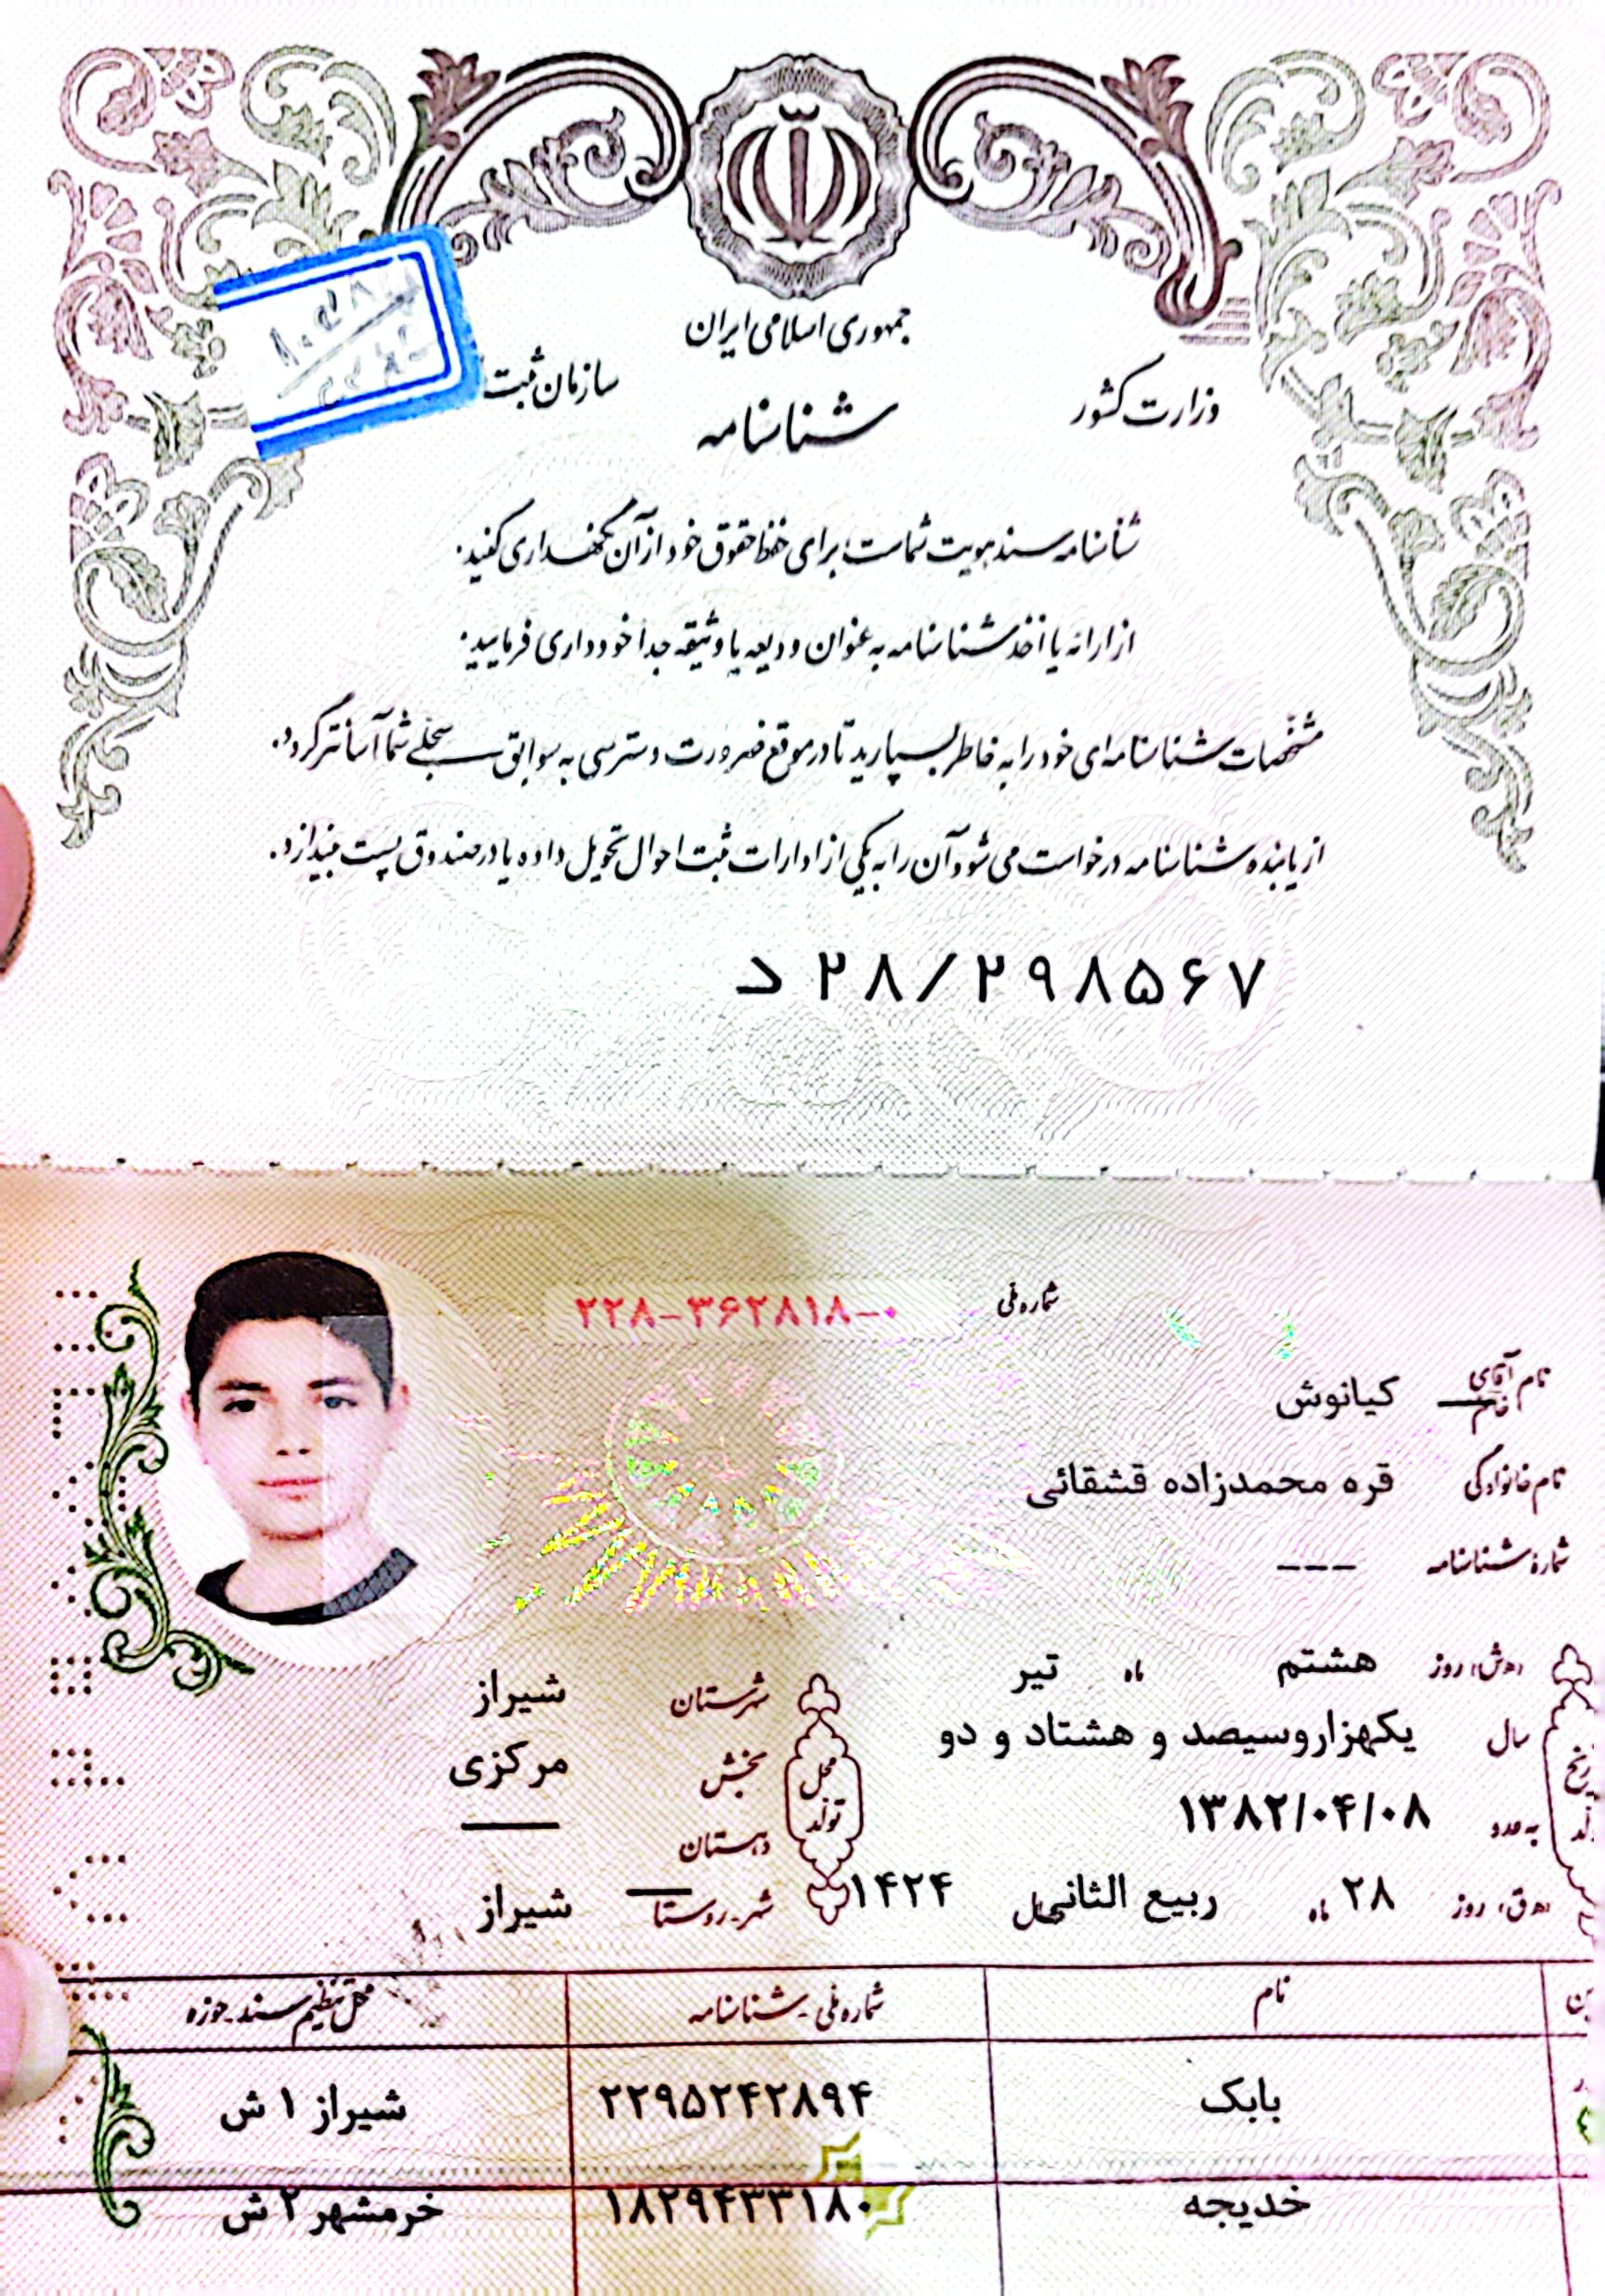 جمهوری اسلامی ایران
وزارت کشور
سازمان ثبت
شناسنامه
شناسنامه سند هویت شماست، برای حفظ حقوق خود از آن نگهداری کنید.
از ارائه یا اخذ شناسنامه به عنوان ودیعه یا وثیقه جداً خودداری فرمایید.
مشخصات شناسنامه‌ای خود را به خاطر بسپارید تا در موقع ضرورت دسترسی به سوابق سجلی شما آسانتر گردد.
از یابنده شناسنامه درخواست می‌شود آن را به یکی از ادارات ثبت احوال تحویل داده یا در صندوق پست بیندازد.
د ۲۸/۲۹۸۵۶۷
شماره ملی ۲۲۸-۳۶۲۸۱۸-۰
نام آقای خانم کیانوش
نام خانوادگی قره محمدزاده قشقائی
شماره شناسنامه ---
(ه‍.ش) روز هشتم ماه تیر
سال یکهزاروسیصد و هشتاد و دو
به عدد ۱۳۸۲/۰۴/۰۸
(ه‍.ق) روز ۲۸ ماه ربیع الثانی سال ۱۴۲۴
محل تولد
شهرستان شیراز
بخش مرکزی
دهستان
شهر-روستا شیراز
نام شماره ملی-شناسنامه محل تنظیم سند-حوزه
بابک ۲۲۹۵۲۴۲۸۹۴ شیراز ۱ ش
خدیجه ۱۸۲۹۴۳۳۱۸۰ خرمشهر ۲ ش